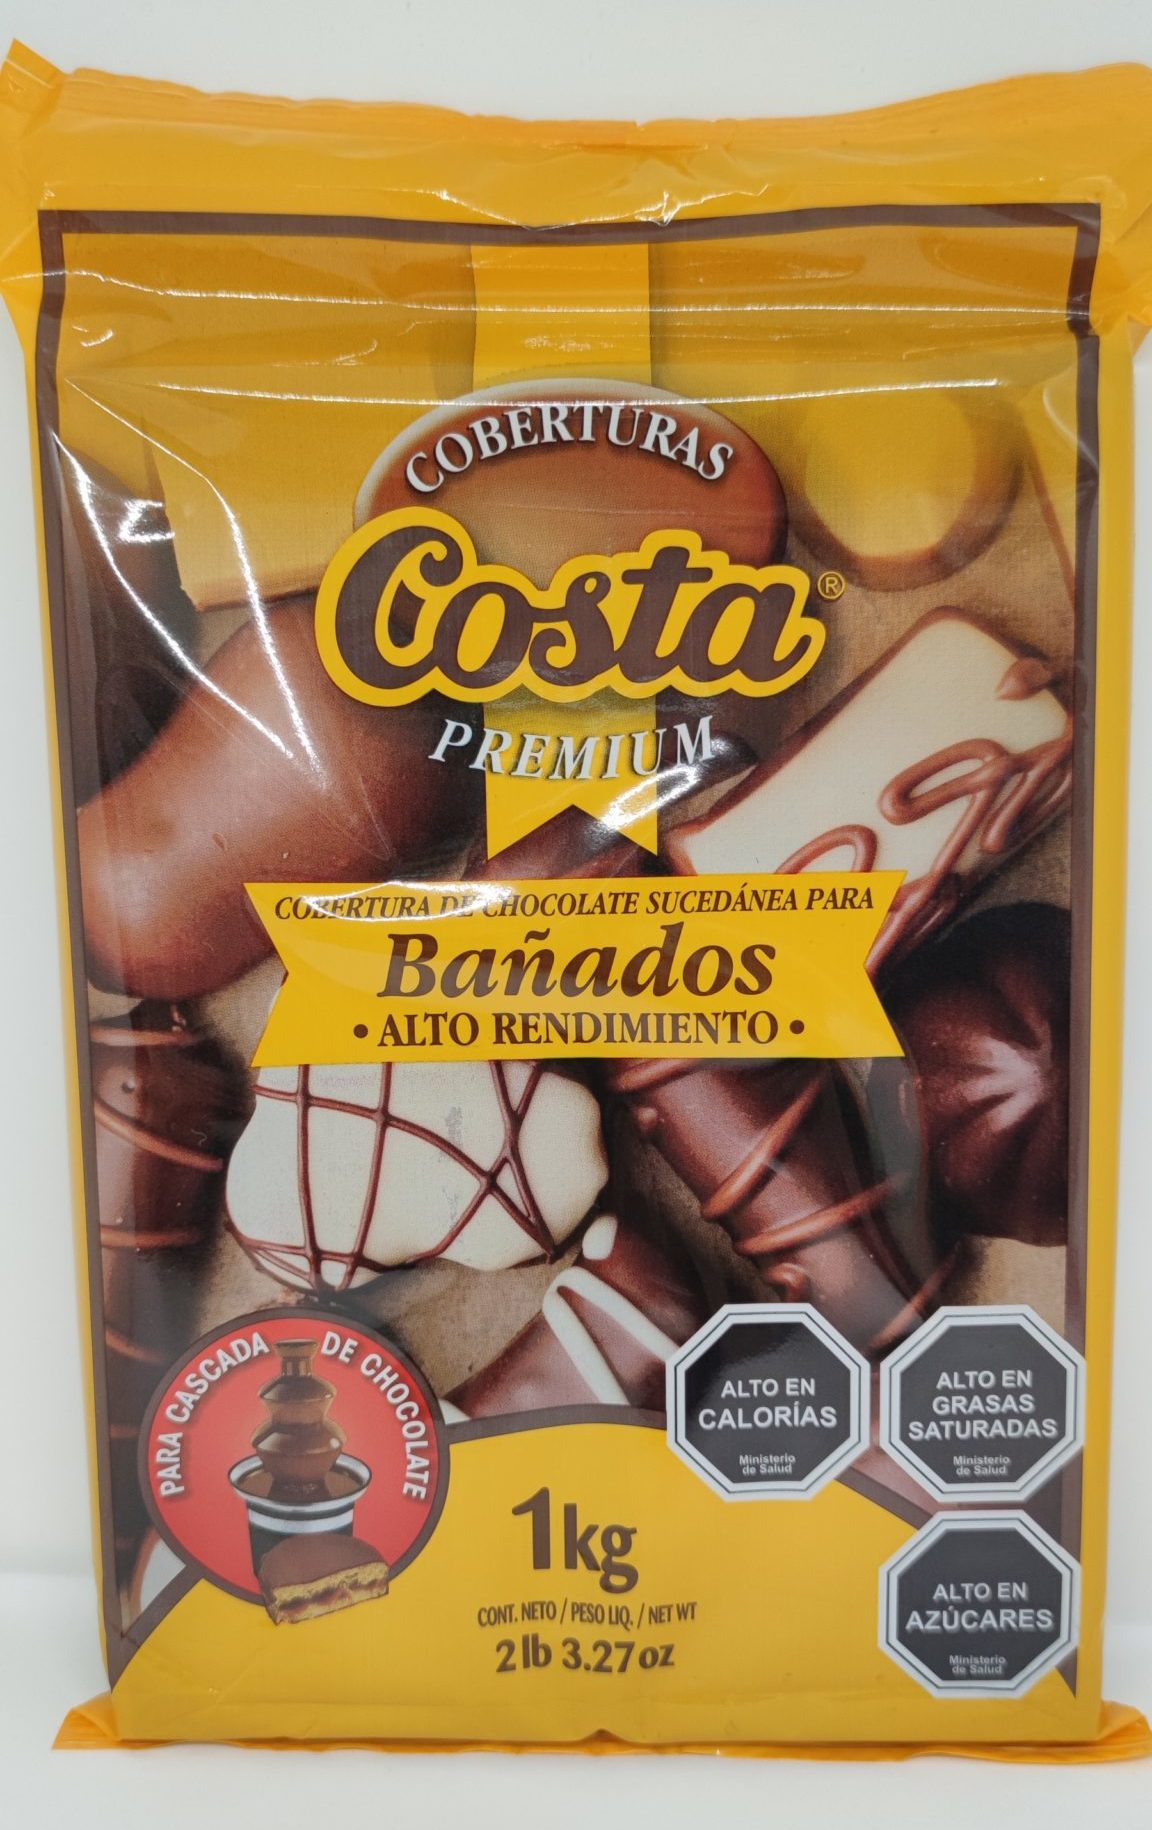 COBERTURAS
Costa®
PREMIUM
COBERTURA DE CHOCOLATE SUCEDÁNEA PARA
Bañados
• ALTO RENDIMIENTO •
PARA CASCADA DE CHOCOLATE
ALTO EN
CALORÍAS
Ministerio
de Salud
ALTO EN
GRASAS
SATURADAS
Ministerio
de Salud
1kg
CONT. NETO / PESO LIQ. / NET WT
2 lb 3.27 oz
ALTO EN
AZÚCARES
Ministerio
de Salud